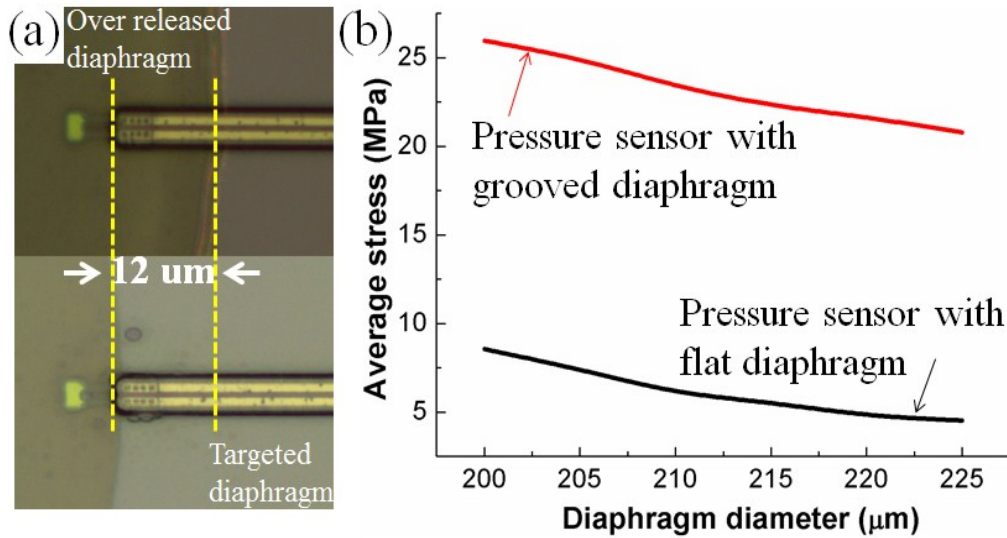 (a)
Over released
diaphragm
12 um
Targeted
diaphragm
(b)
Average stress (MPa)
25
20
15
10
5
Pressure sensor with
grooved diaphragm
Pressure sensor with
flat diaphragm
200 205 210 215 220 225
Diaphragm diameter (μm)